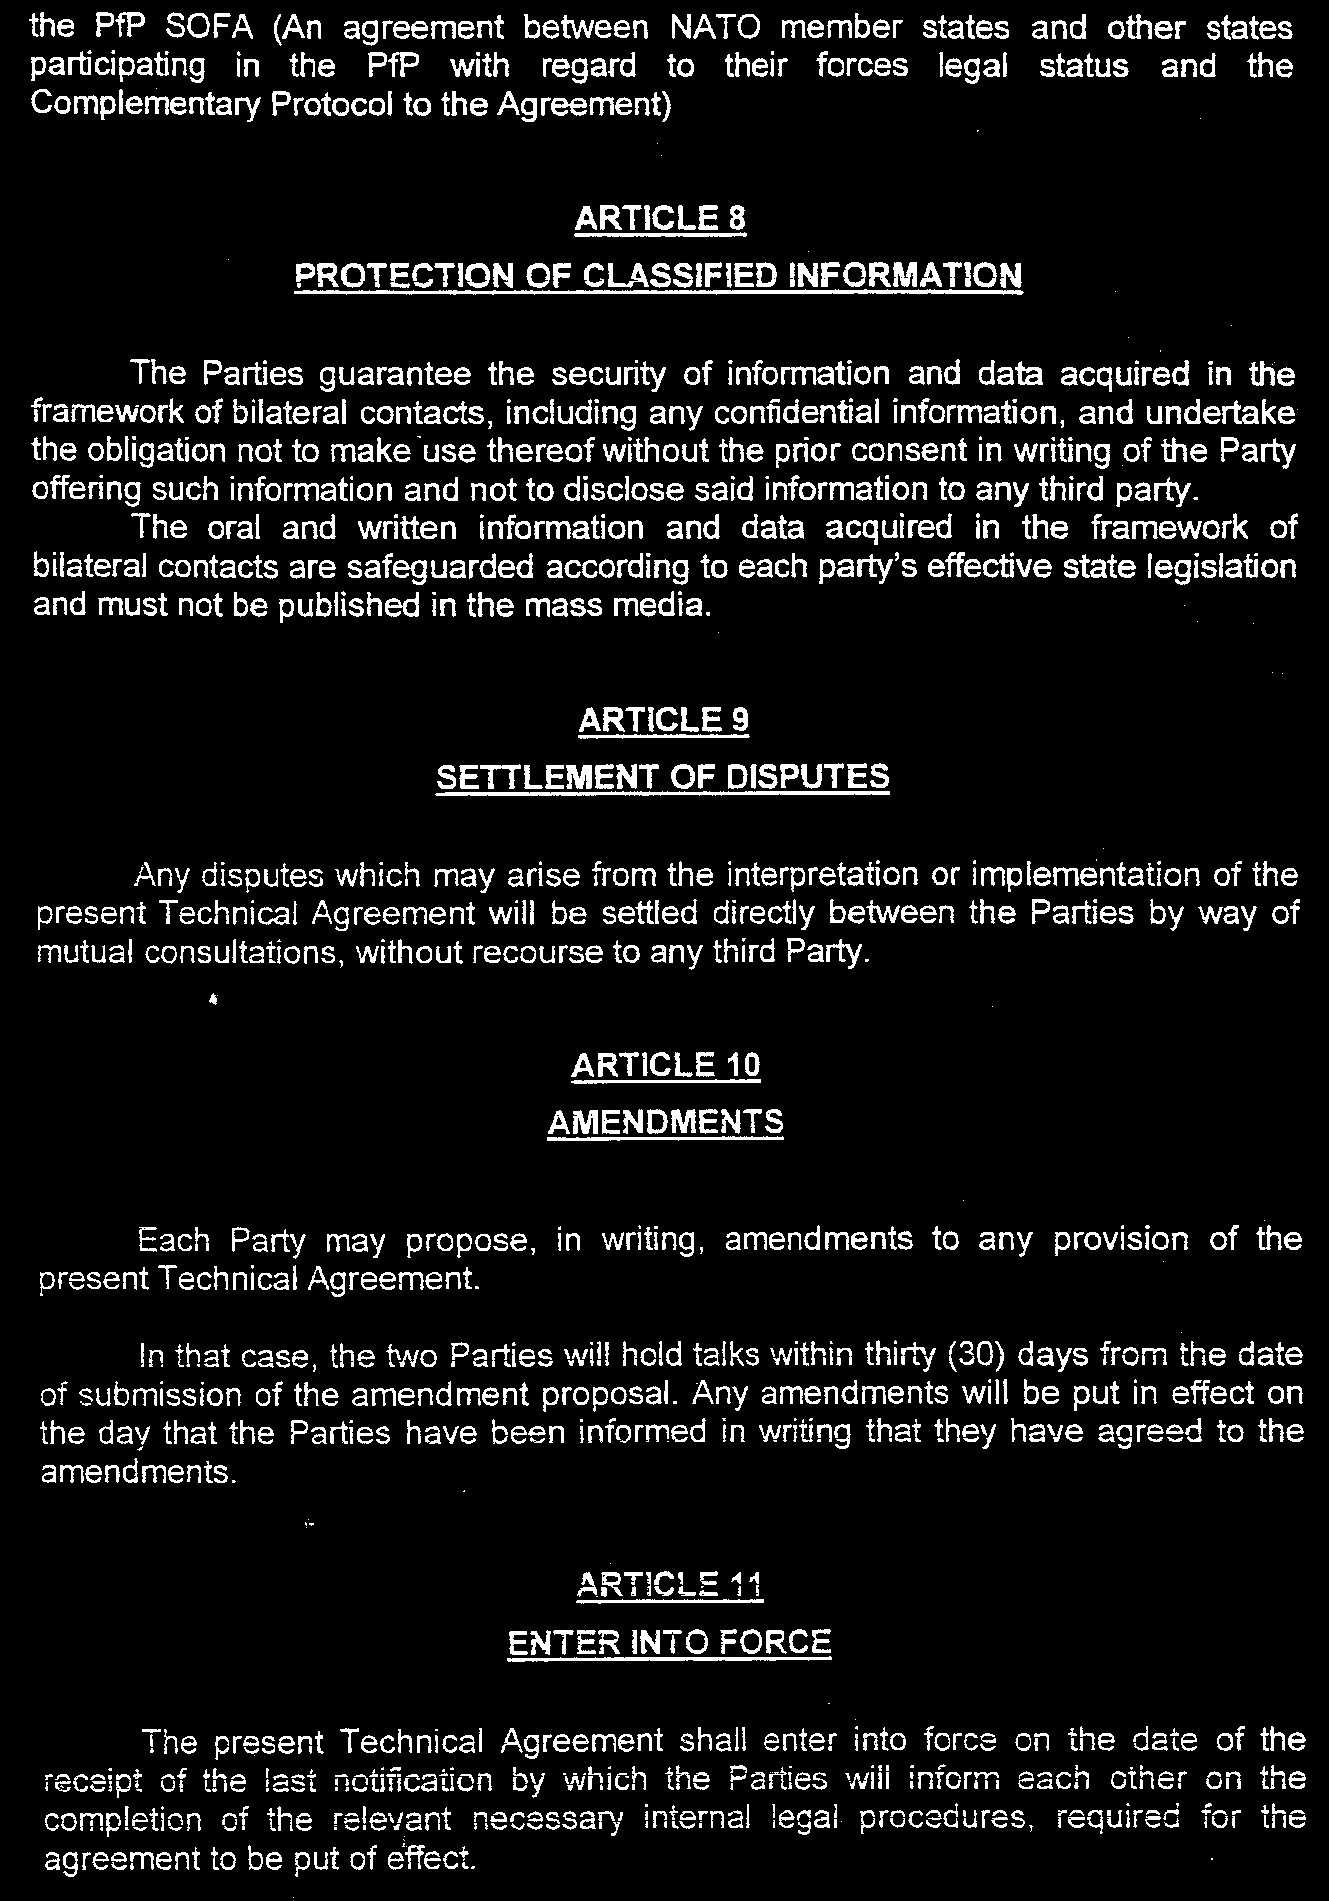 the PfP SOFA (An agreement between NATO member states and other states
participating in the PfP with regard to their forces legal status and the
Complementary Protocol to the Agreement)
ARTICLE 8
PROTECTION OF CLASSIFIED INFORMATION
The Parties guarantee the security of information and data acquired in the
framework of bilateral contacts, including any confidential information, and undertake
the obligation not to make use thereof without the prior consent in writing of the Party
offering such information and not to disclose said information to any third party.
The oral and written information and data acquired in the framework of
bilateral contacts are safeguarded according to each party's effective state legislation
and must not be published in the mass media.
ARTICLE 9
SETTLEMENT OF DISPUTES
Any disputes which may arise from the interpretation or implementation of the
present Technical Agreement will be settled directly between the Parties by way of
mutual consultations, without recourse to any third Party.
ARTICLE 10
AMENDMENTS
Each Party may propose, in writing, amendments to any provision of the
present Technical Agreement.
In that case, the two Parties will hold talks within thirty (30) days from the date
of submission of the amendment proposal. Any amendments will be put in effect on
the day that the Parties have been informed in writing that they have agreed to the
amendments.
ARTICLE 11
ENTER INTO FORCE
The present Technical Agreement shall enter into force on the date of the
receipt of the last notification by which the Parties will inform each other on the
completion of the relevant necessary internal legal procedures, required for the
agreement to be put of effect.